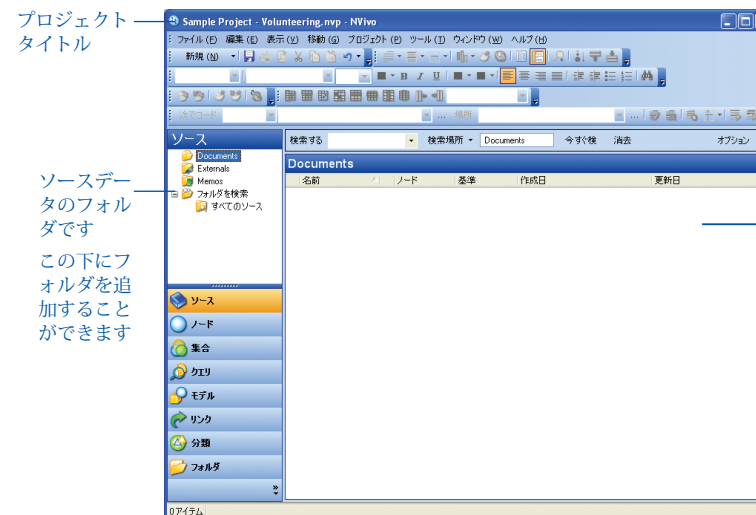 プロジェクト
タイトル
ソースデー
タのフォル
ダです
この下にフ
ォルダを追
加すること
ができます
Sample Project - Volunteering.nvp - NVivo
ファイル(F) 編集(E) 表示(V) 移動(G) プロジェクト(P) ツール(T) ウィンドウ(W) ヘルプ(H)
新規(N)
B I U
次でコード ... 場所 ...
ソース
Documents
Externals
Memos
フォルダを検索
すべてのソース
検索する 検索場所 Documents 今すぐ検 消去 オプション
Documents
名前 ノード 基準 作成日 更新日
ソース
ノード
集合
クエリ
モデル
リンク
分類
フォルダ
0アイテム